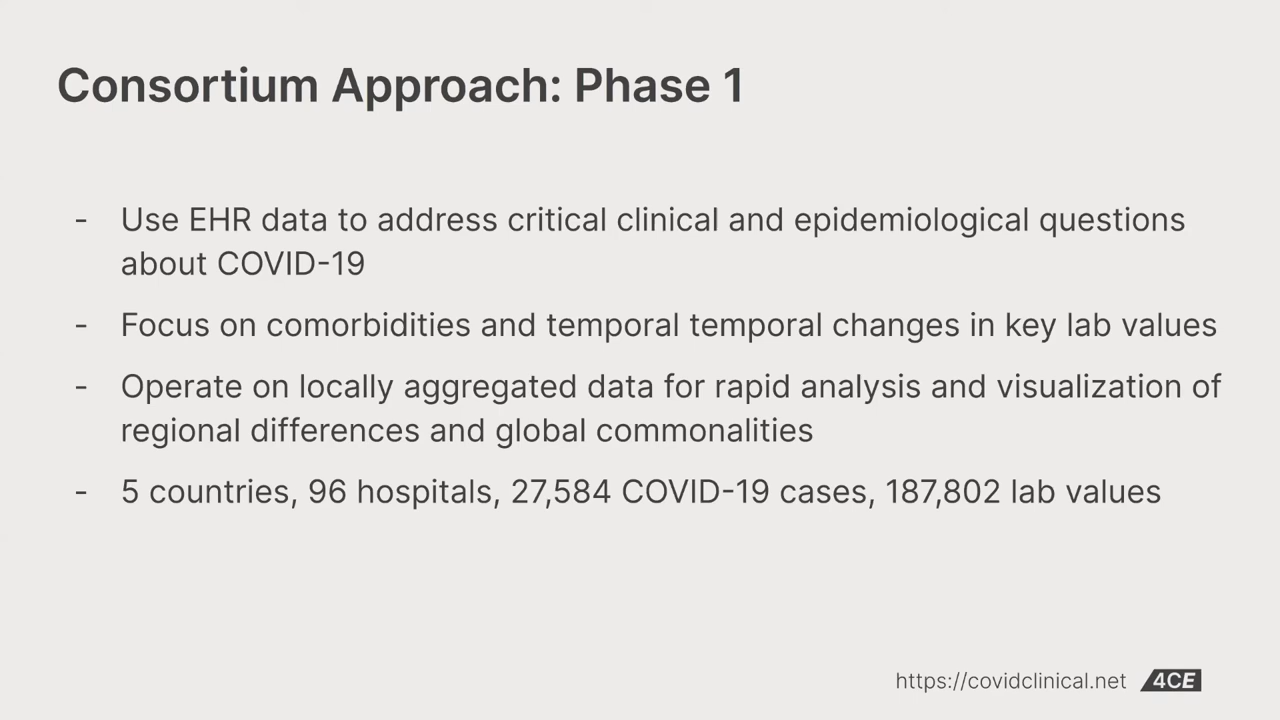 Consortium Approach: Phase 1
- Use EHR data to address critical clinical and epidemiological questions
about COVID-19
- Focus on comorbidities and temporal temporal changes in key lab values
- Operate on locally aggregated data for rapid analysis and visualization of
regional differences and global commonalities
- 5 countries, 96 hospitals, 27,584 COVID-19 cases, 187,802 lab values
https://covidclinical.net 4CE